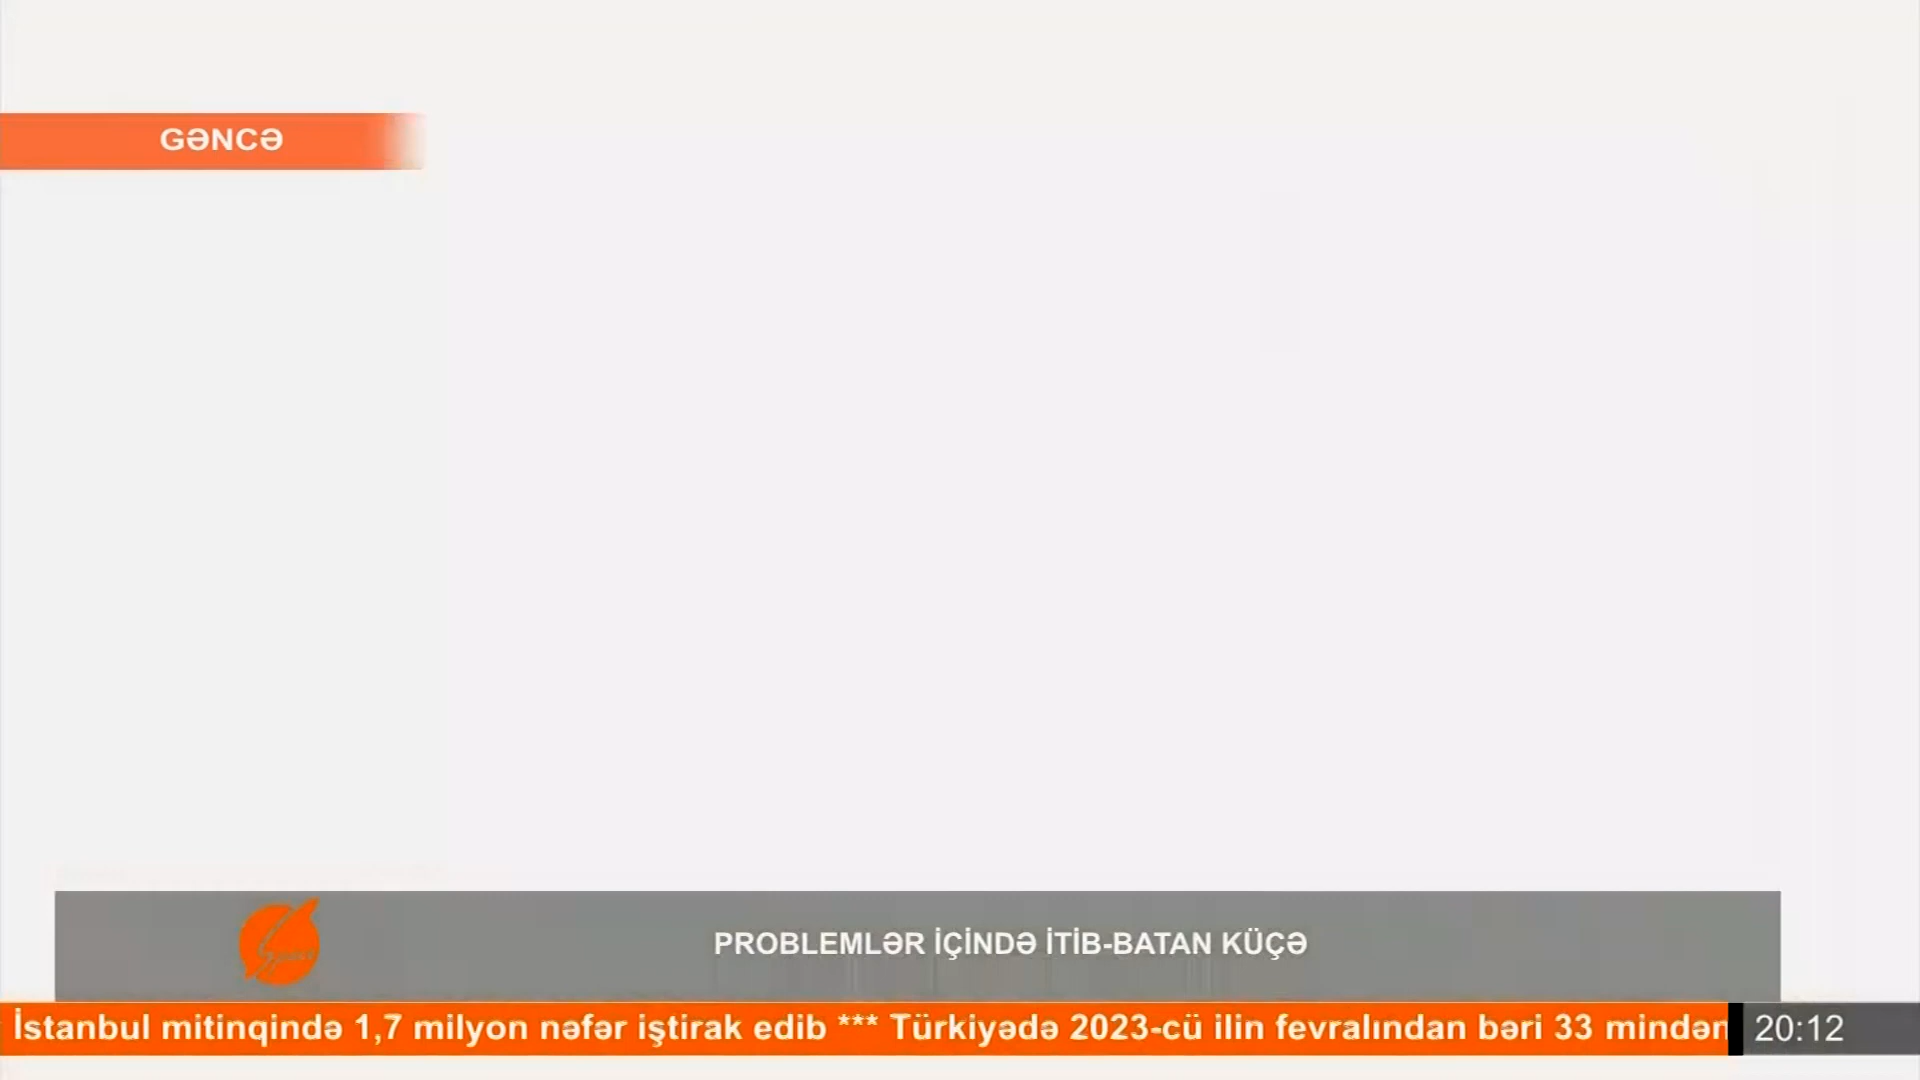 GƏNCƏ
Space
PROBLEMLƏR İÇİNDƏ İTİB-BATAN KÜÇƏ
İstanbul mitinqində 1,7 milyon nəfər iştirak edib *** Türkiyədə 2023-cü ilin fevralından bəri 33 mindən
20:12